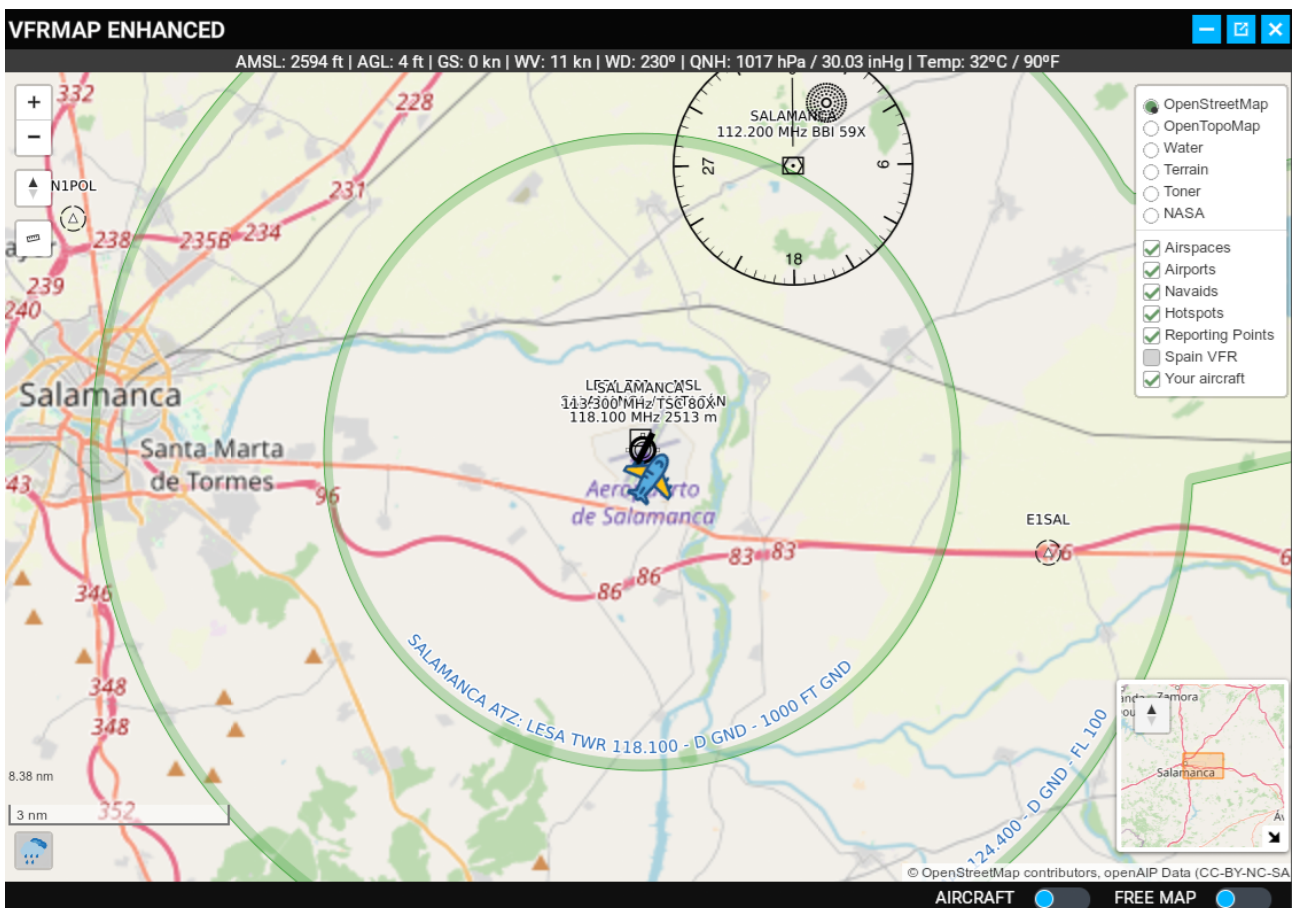 VFRMAP ENHANCED
AMSL: 2594 ft | AGL: 4 ft | GS: 0 kn | WV: 11 kn | WD: 230º | QNH: 1017 hPa / 30.03 inHg | Temp: 32ºC / 90ºF
+
−
332
228
231
N1POL
238
235B
234
239
240
SALAMANCA
112.200 MHz BBI 59X
27
6
18
OpenStreetMap
OpenTopoMap
Water
Terrain
Toner
NASA
Airspaces
Airports
Navaids
Hotspots
Reporting Points
Spain VFR
Your aircraft
Salamanca
Santa Marta
de Tormes
43
96
SALAMANCA
113.300 MHz TSC 80X
118.100 MHz 2513 m
Aeropuerto
de Salamanca
E1SAL
76
83
83
86
86
6
346
348
348
352
SALAMANCA ATZ: LESA TWR 118.100 - D GND - 1000 FT GND
124.400 - D GND - FL 100
Zamora
Salamanca
8.38 nm
3 nm
© OpenStreetMap contributors, openAIP Data (CC-BY-NC-SA
AIRCRAFT
FREE MAP